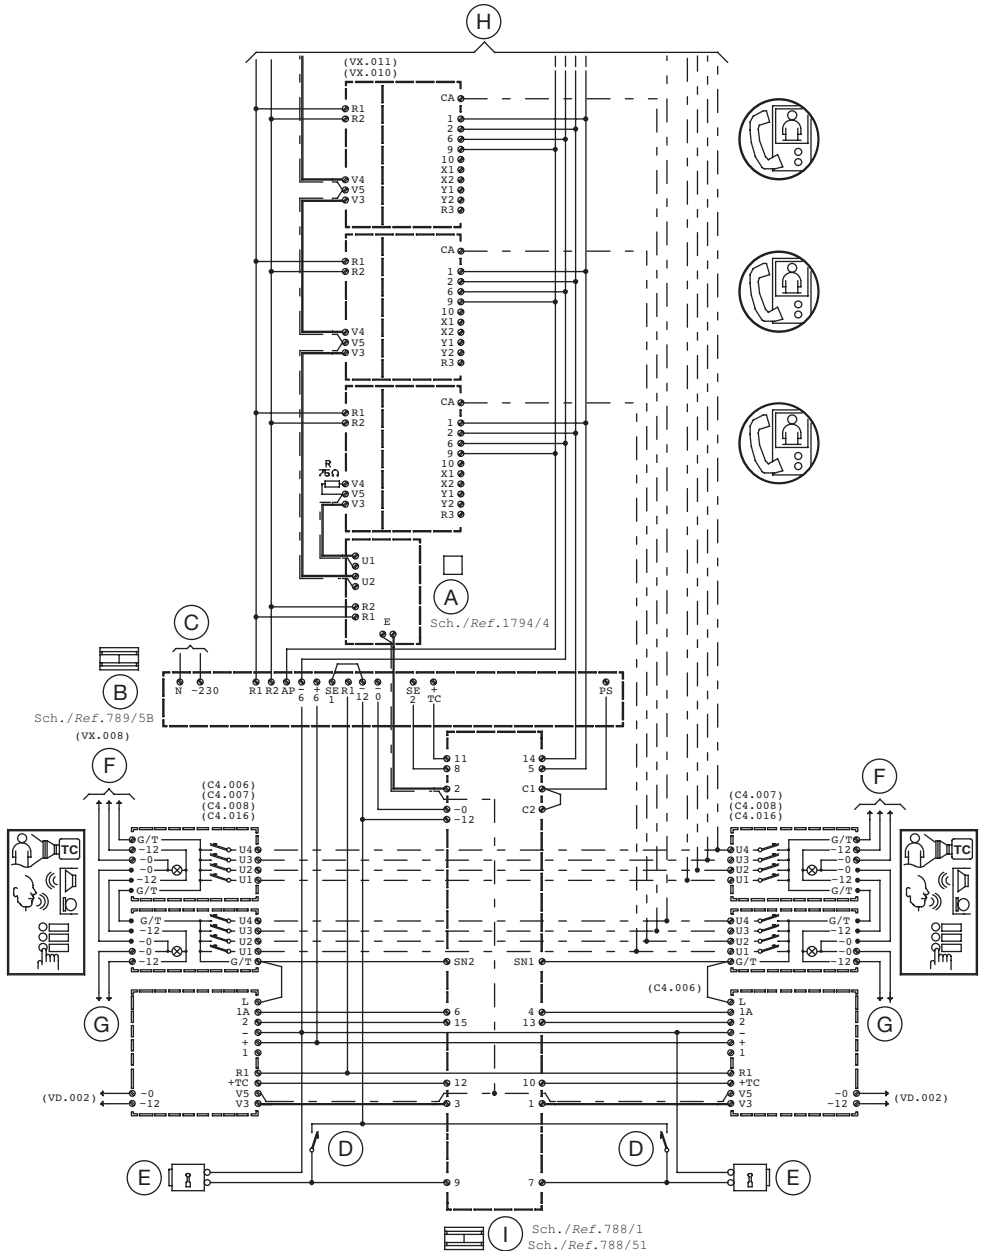 H
(VX.011)
(VX.010)
CA
R1 1
R2 2
6
9
10
X1
V4 X2
V5 Y1
V3 Y2
R3
CA
R1 1
R2 2
6
9
10
X1
V4 X2
V5 Y1
V3 Y2
R3
CA
R1 1
R2 2
6
9
R 10
75Ω X1
V4 X2
V5 Y1
V3 Y2
R3
U1
U2
A
R2
R1
E
Sch./Ref.1794/4
C
B
N ~230 R1 R2 AP -6 +6 SE1 R1 -12 -0 SE2 +TC PS
Sch./Ref.789/5B
(VX.008)
11 14
8 5
2 C1
-0 C2
-12
F
(C4.006)
(C4.007)
(C4.008)
(C4.016)
(C4.007)
(C4.008)
(C4.016)
F
TC
G/T
-12 U4
-0 U3
-0 U2
-12 U1
G/T
U4 G/T
U3 -12
U2 -0
U1 -0
-12
G/T
TC
G/T U4
-12 U3
-0 U2
-0 U1
-12 G/T
SN2 SN1
U4 G/T
U3 -12
U2 -0
U1 -0
G/T -12
G
(C4.006)
G
L
1A
2
-
+
1
R1
+TC
V5
V3
-0
-12
(VD.002)
6 4
15 13
12 10
3 1
L
1A
2
-
+
1
R1
+TC
V5
V3
-0
-12
(VD.002)
D
D
E
9 7
E
I
Sch./Ref.788/1
Sch./Ref.788/51